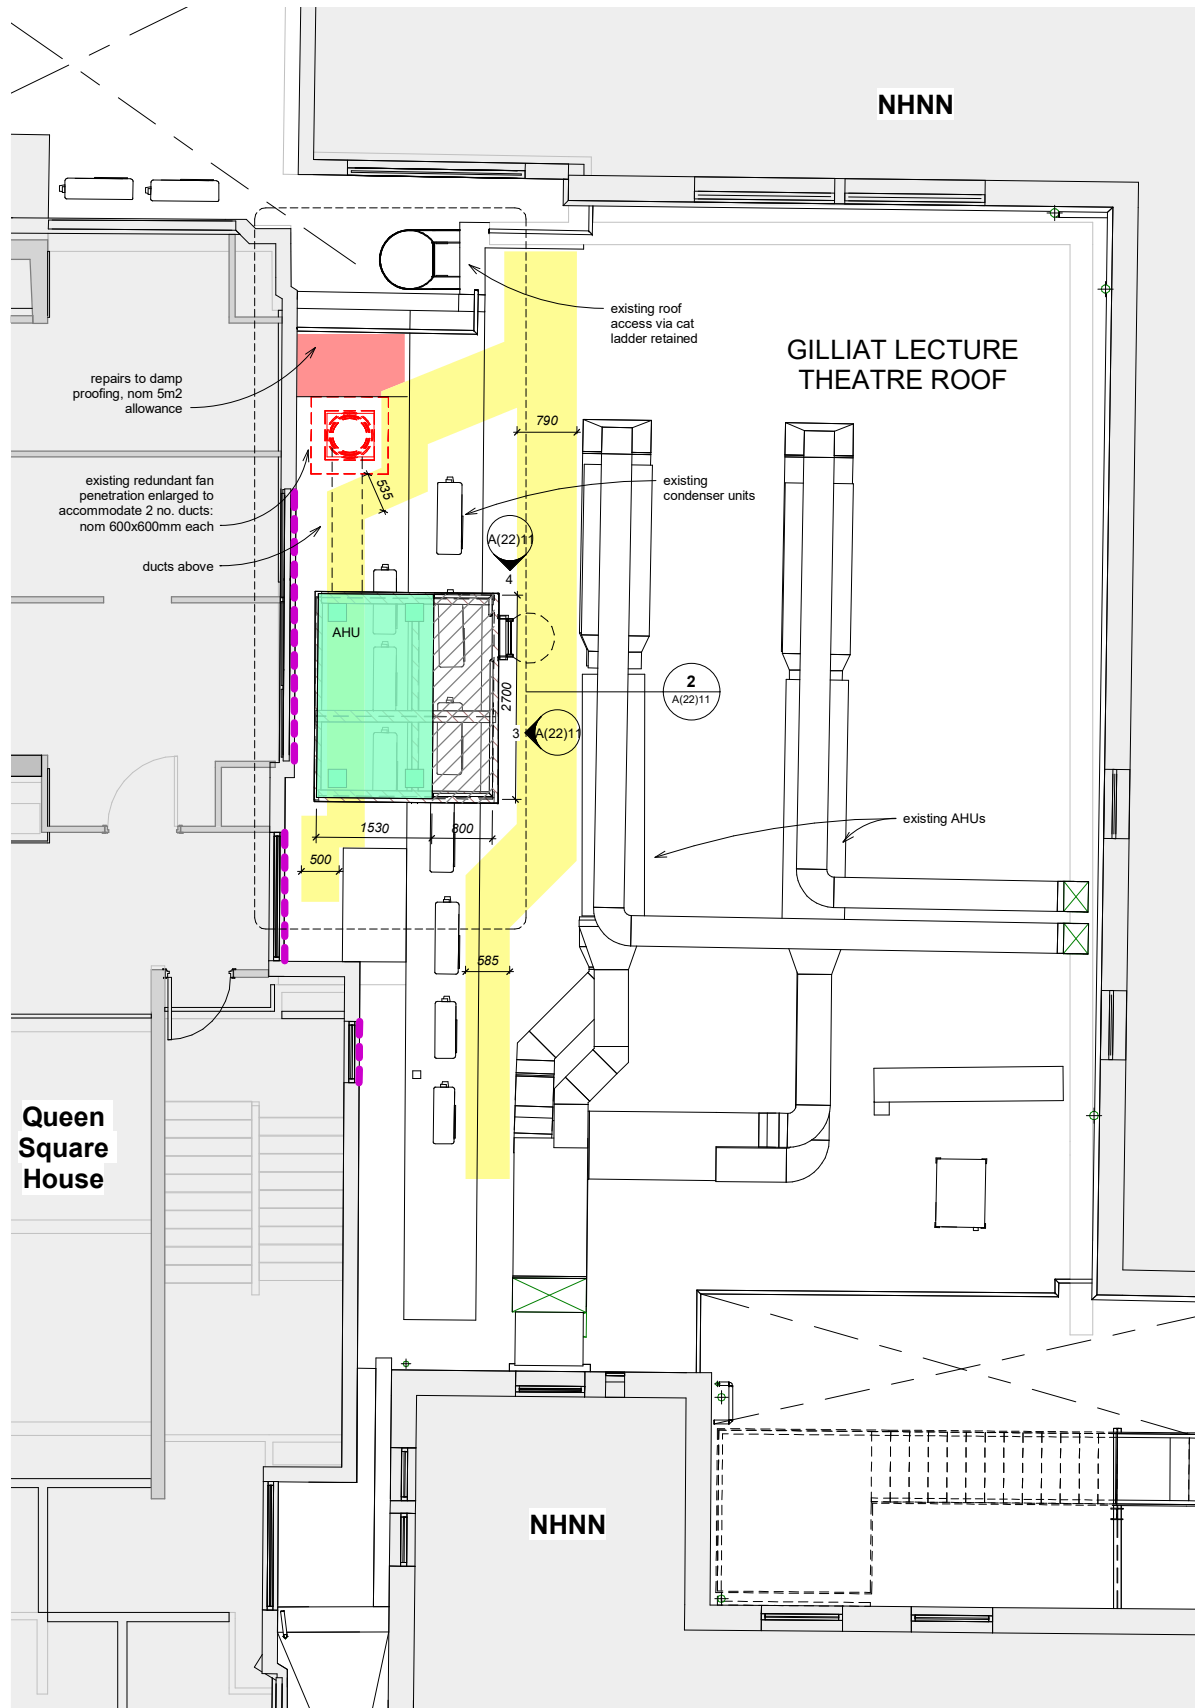 NHNN
existing roof
access via cat
ladder retained
GILLIAT LECTURE
THEATRE ROOF
repairs to damp
proofing, nom 5m2
allowance
790
existing redundant fan
penetration enlarged to
accommodate 2 no. ducts:
nom 600x600mm each
535
existing
condenser units
A(22)11
4
ducts above
AHU
2
A(22)11
2700
3
A(22)11
1530
800
existing AHUs
500
585
Queen
Square
House
NHNN